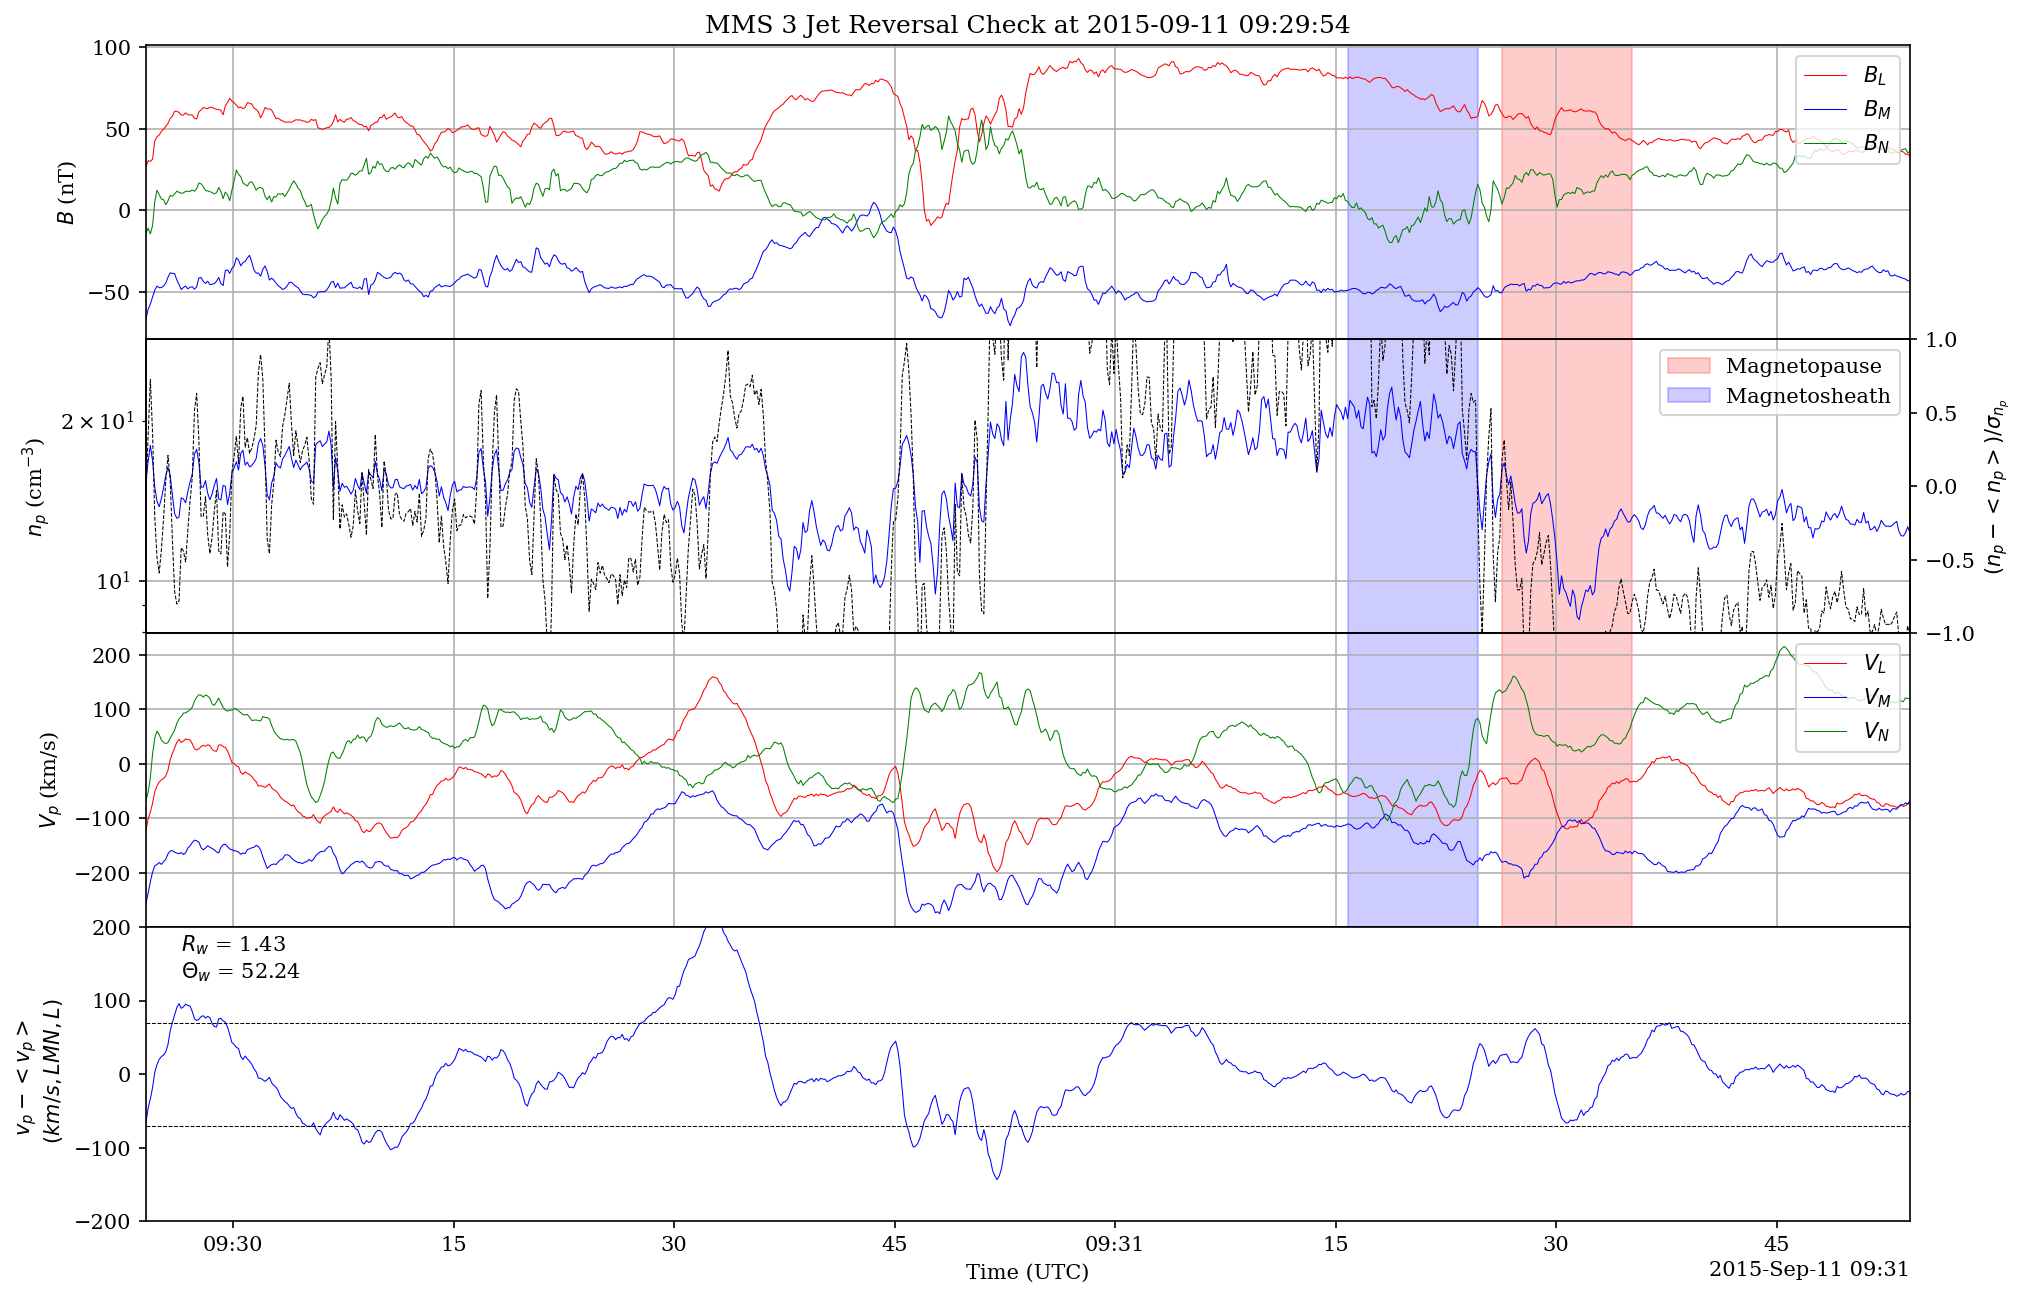 MMS 3 Jet Reversal Check at 2015-09-11 09:29:54
100
50
0
−50
B (nT)
B_L
B_M
B_N
2 × 10^1
10^1
n_p (cm^−3)
1.0
0.5
0.0
−0.5
−1.0
(n_p − < n_p >)/σ_{n_p}
Magnetopause
Magnetosheath
200
100
0
−100
−200
V_p (km/s)
V_L
V_M
V_N
200
100
0
−100
−200
v_p − < v_p >
(km/s, LMN, L)
R_w = 1.43
Θ_w = 52.24
09:30 15 30 45 09:31 15 30 45
Time (UTC)
2015-Sep-11 09:31